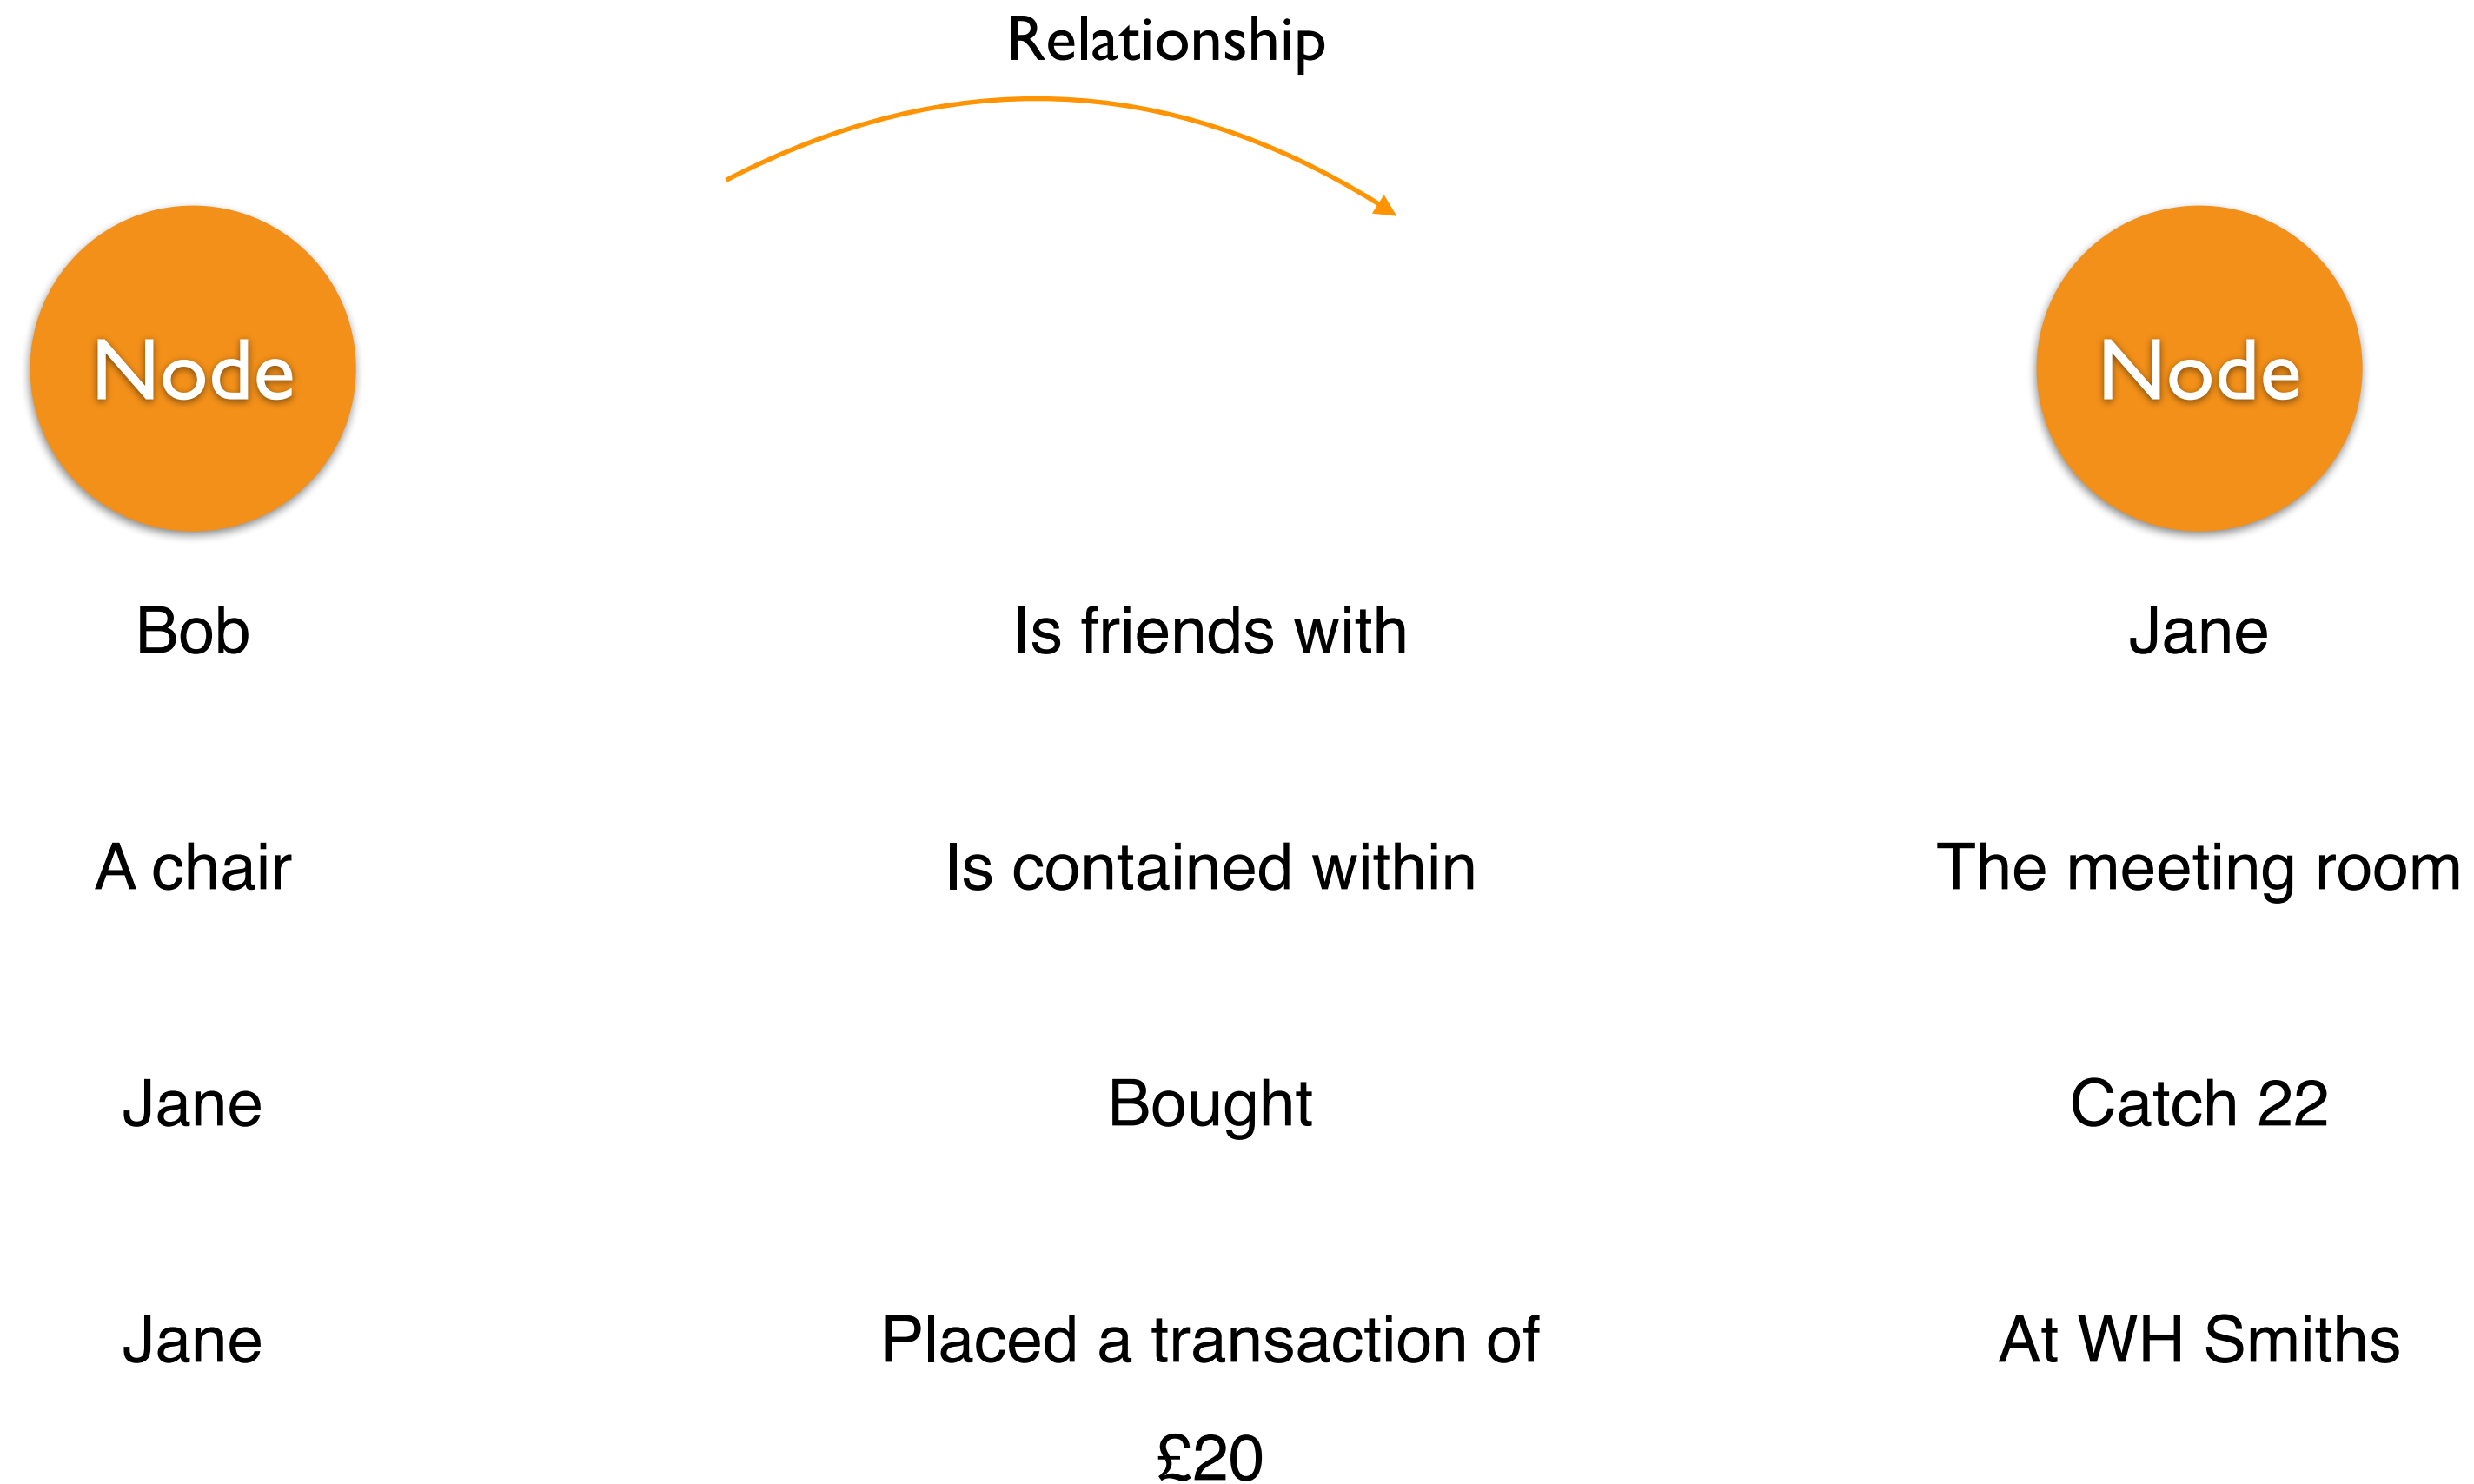 Relationship
Node
Node
Bob
Is friends with
Jane
A chair
Is contained within
The meeting room
Jane
Bought
Catch 22
Jane
Placed a transaction of
£20
At WH Smiths